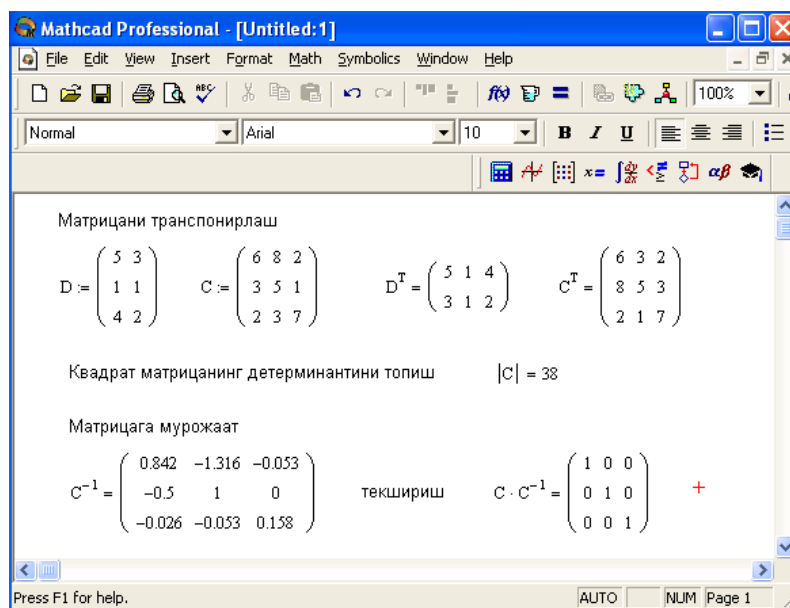 Mathcad Professional - [Untitled:1]
File Edit View Insert Format Math Symbolics Window Help
100%
Normal Arial 10 B I U
Матрицани транспонирлаш
D := ( 5 3 ; 1 1 ; 4 2 ) C := ( 6 8 2 ; 3 5 1 ; 2 3 7 ) D^T = ( 5 1 4 ; 3 1 2 ) C^T = ( 6 3 2 ; 8 5 3 ; 2 1 7 )
Квадрат матрицанинг детерминантини топиш |C| = 38
Матрицага мурожаат
C^-1 = ( 0.842 −1.316 −0.053 ; −0.5 1 0 ; −0.026 −0.053 0.158 ) текшириш C · C^-1 = ( 1 0 0 ; 0 1 0 ; 0 0 1 )
Press F1 for help. AUTO NUM Page 1